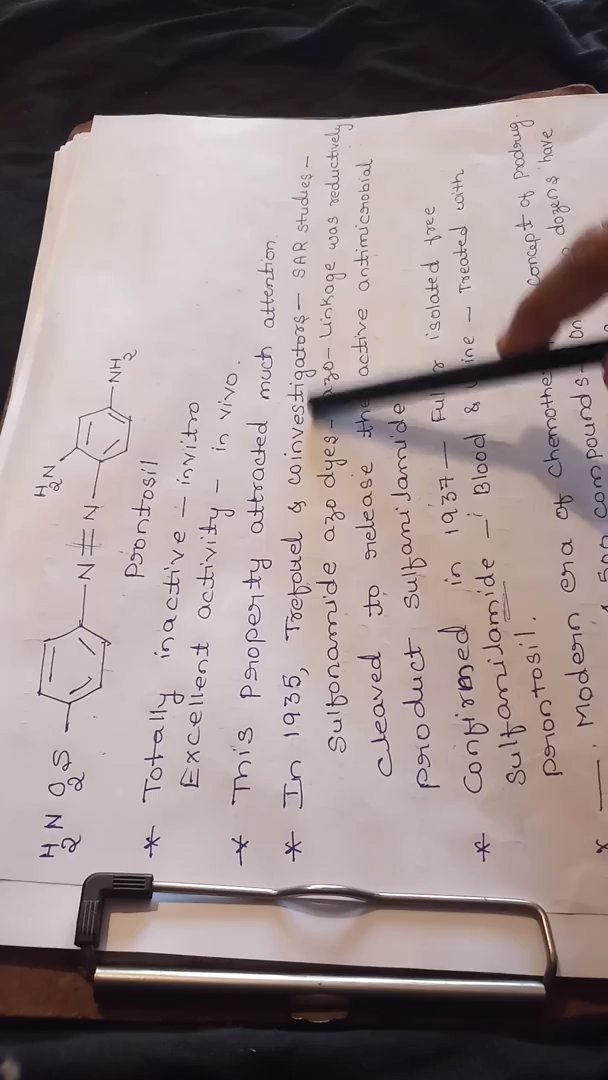 H₂N O₂S N=N H₂N NH₂
Prontosil
* Totally inactive - invitro
Excellent activity - in vivo.
* This property attracted much attention
* In 1935, Trefouel & coinvestigators - SAR studies -
Sulfonamide azo dyes - azo-linkage was reductively
cleaved to release the active antimicrobial
product sulfanilamide
* Confirmed in 1937 - isolated free
Sulfanilamide - Blood & - Treated with
prontosil.
* Modern era of concept of prodrug.
compounds - dozens have